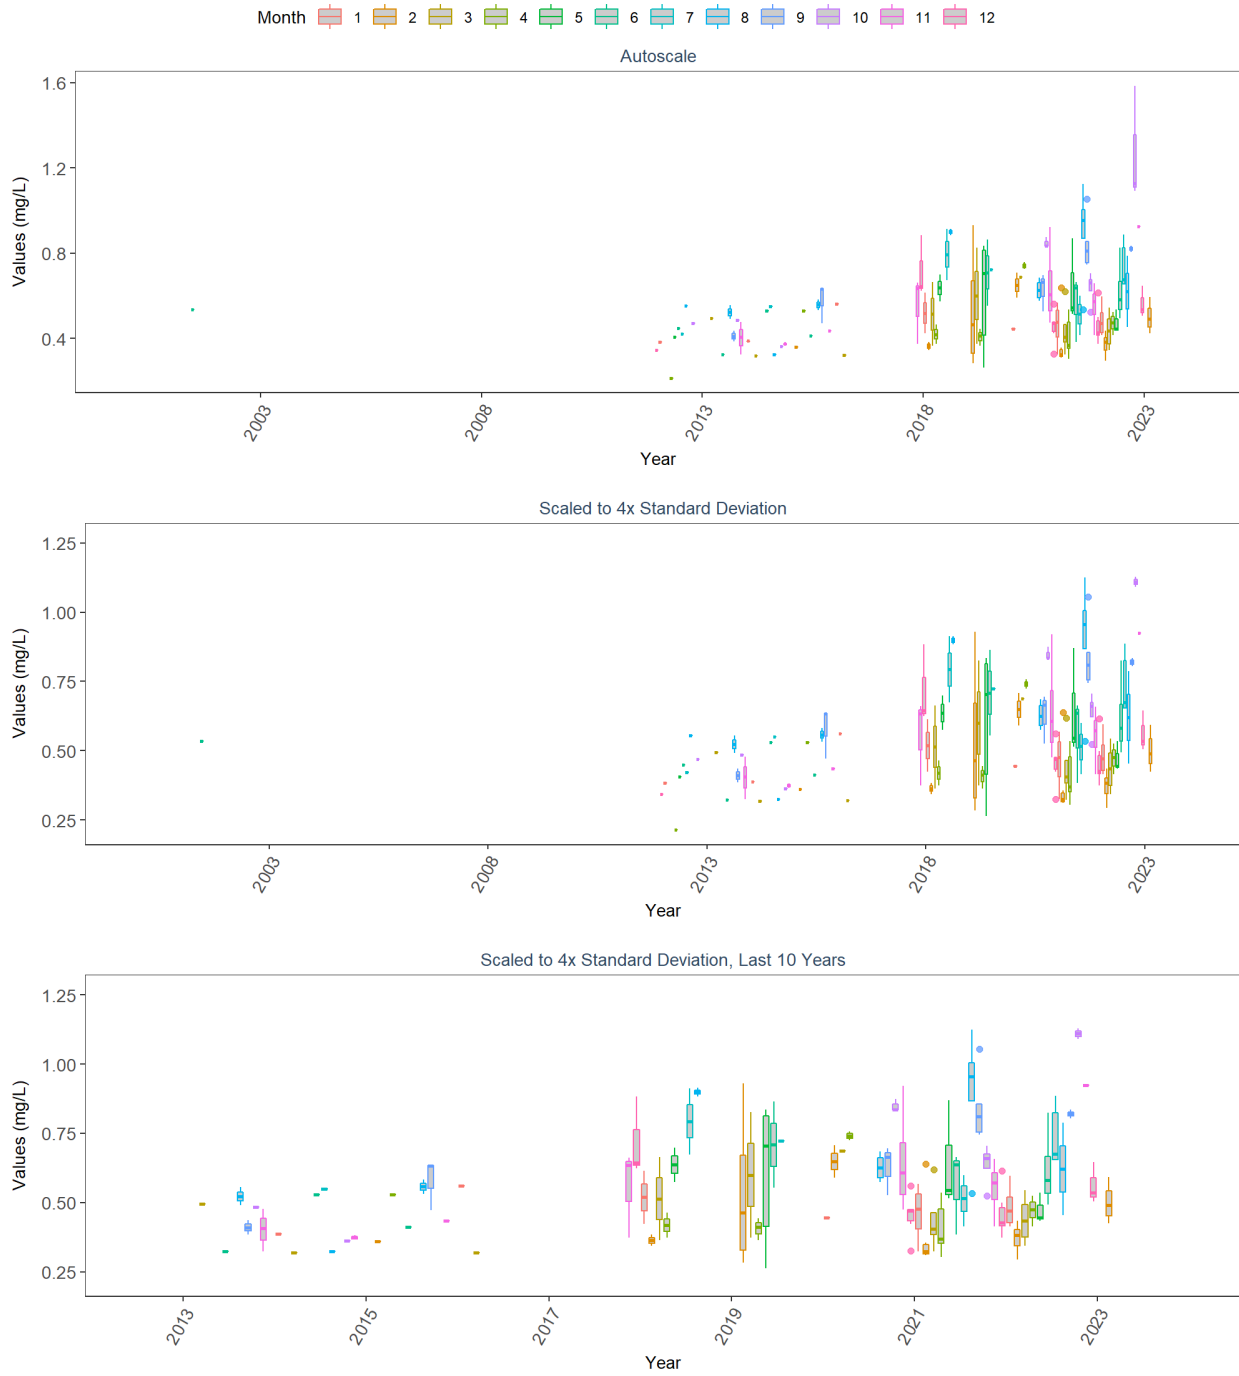 Month 1 2 3 4 5 6 7 8 9 10 11 12
Autoscale
Values (mg/L)
1.6
1.2
0.8
0.4
2003 2008 2013 2018 2023
Year
Scaled to 4x Standard Deviation
Values (mg/L)
1.25
1.00
0.75
0.50
0.25
2003 2008 2013 2018 2023
Year
Scaled to 4x Standard Deviation, Last 10 Years
Values (mg/L)
1.25
1.00
0.75
0.50
0.25
2013 2015 2017 2019 2021 2023
Year